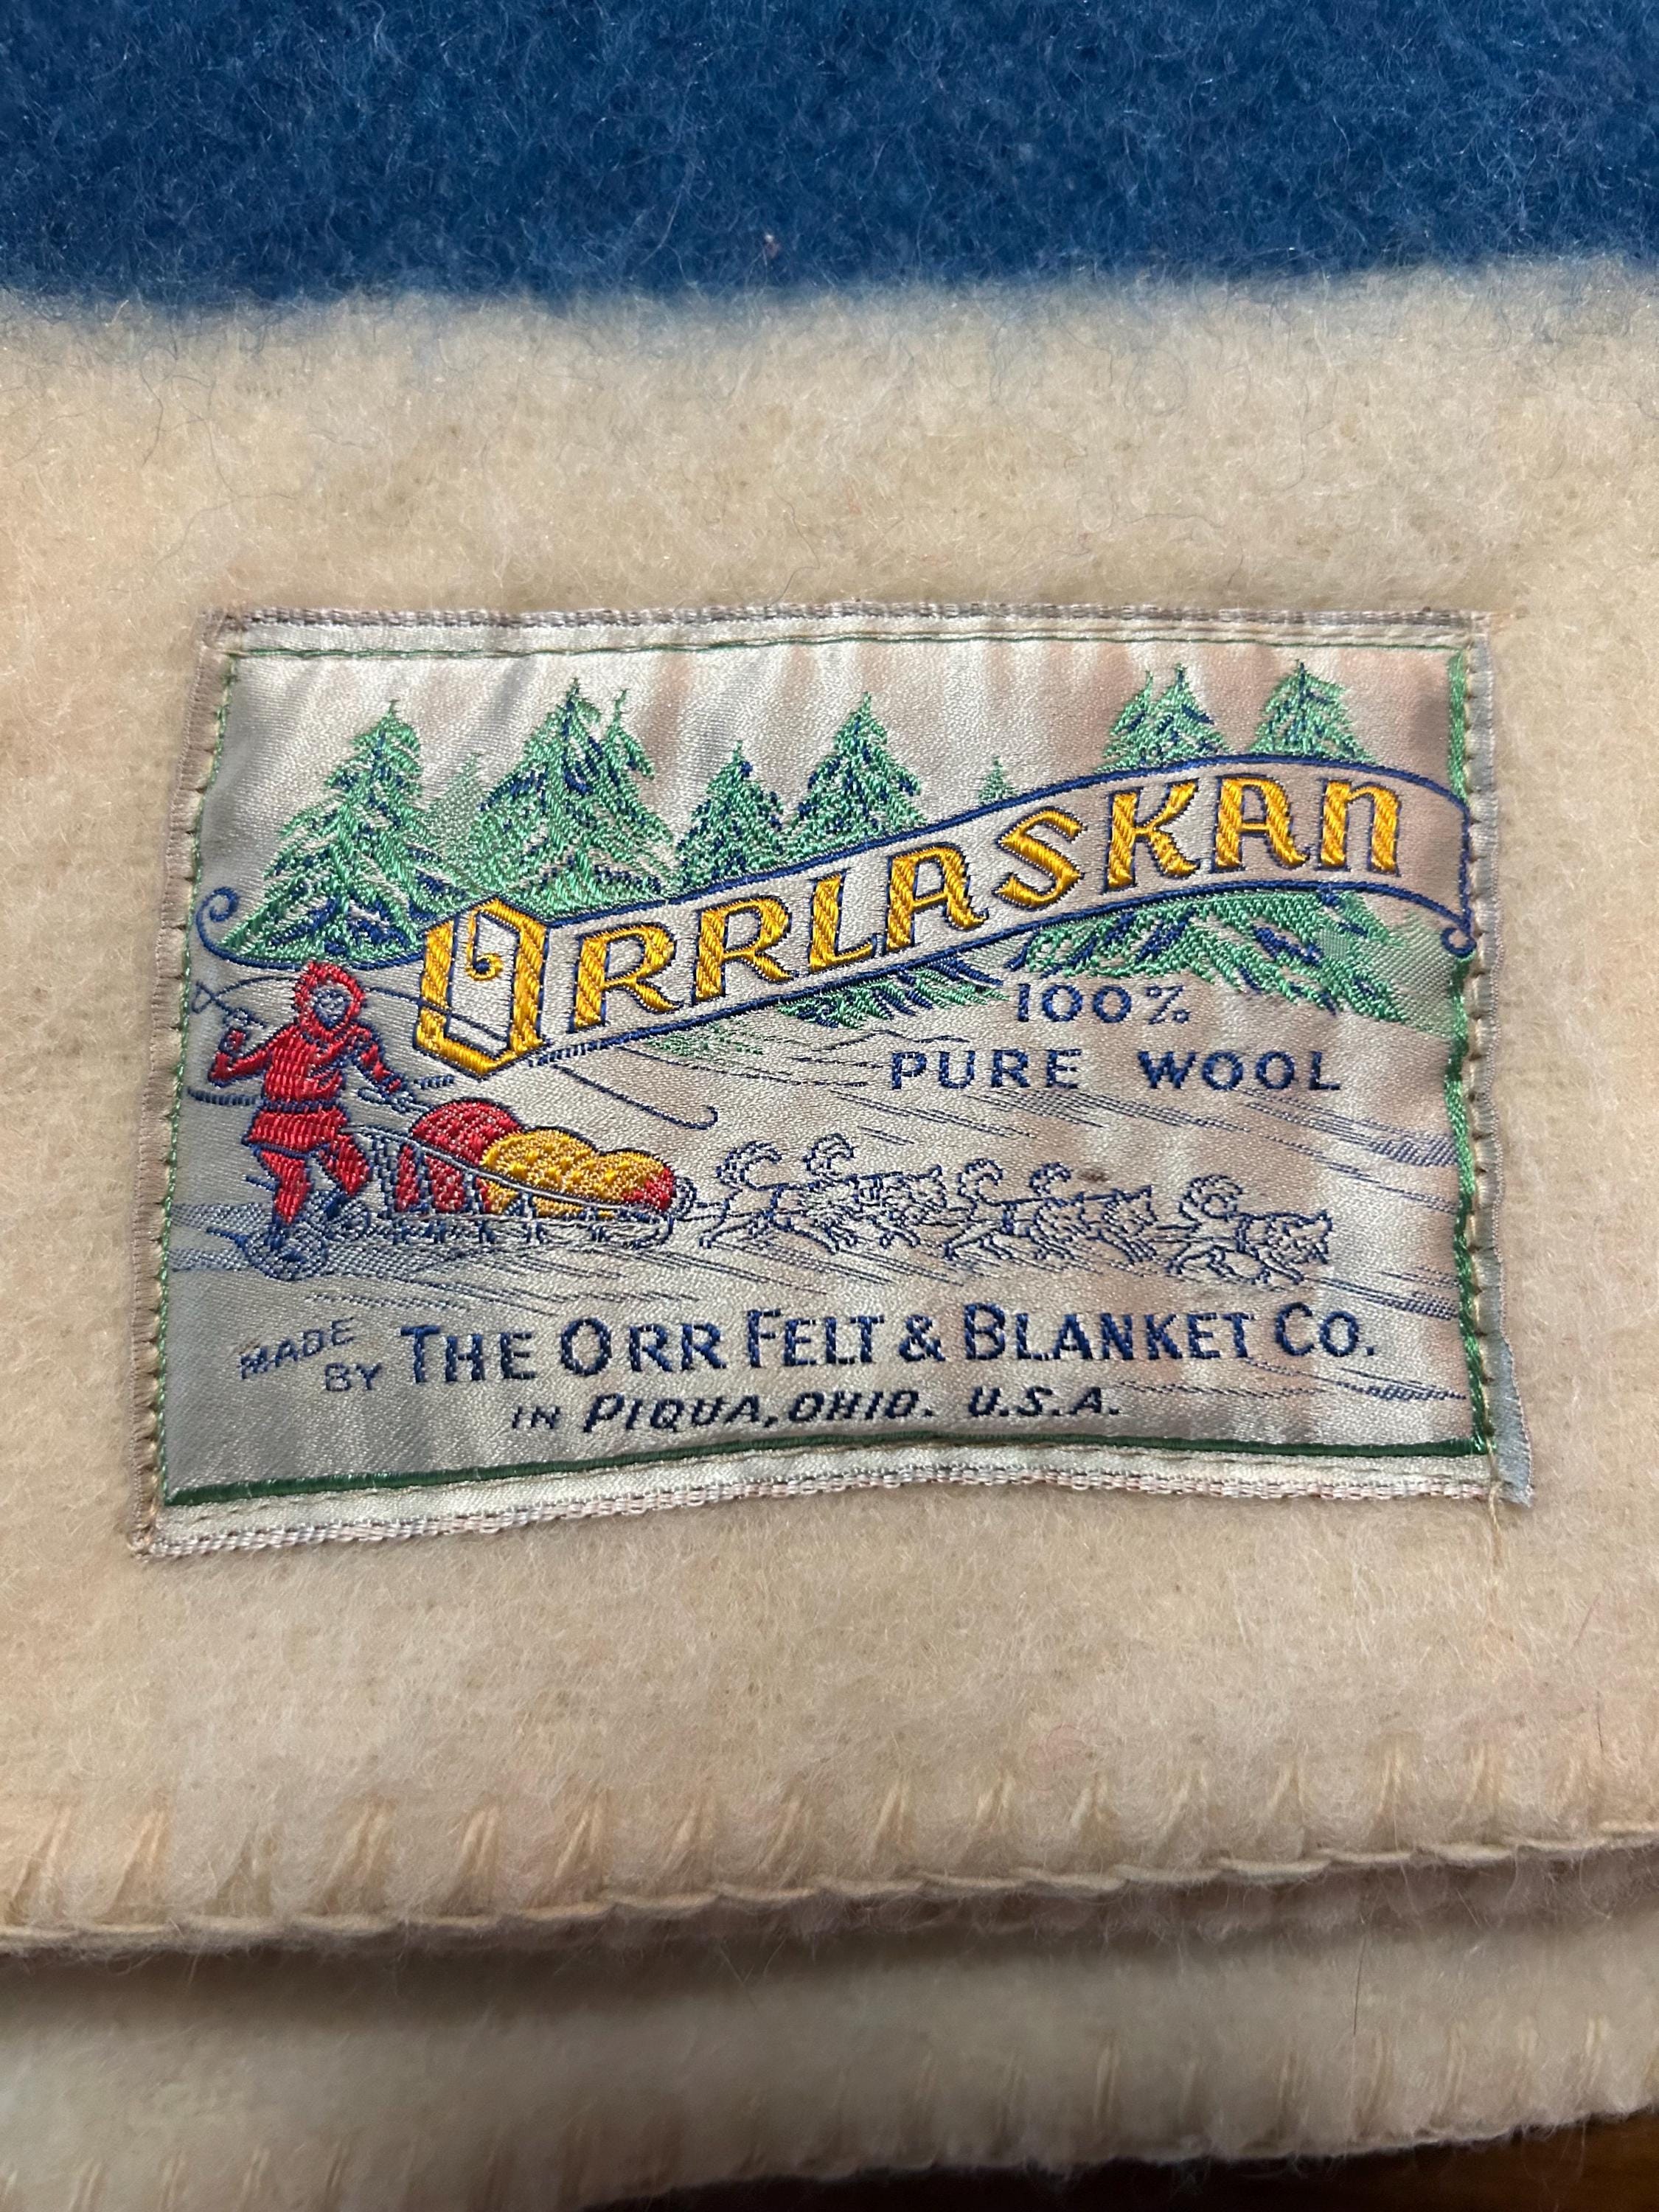 ORRLASKAN
100%
PURE WOOL
MADE
BY THE ORR FELT & BLANKET CO.
IN PIQUA, OHIO. U.S.A.